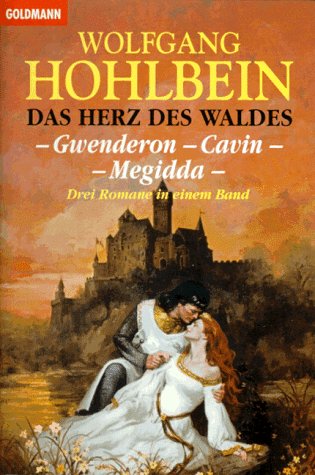 GOLDMANN
WOLFGANG
HOHLBEIN
DAS HERZ DES WALDES
– Gwenderon – Cavin –
– Megidda –
Drei Romane in einem Band